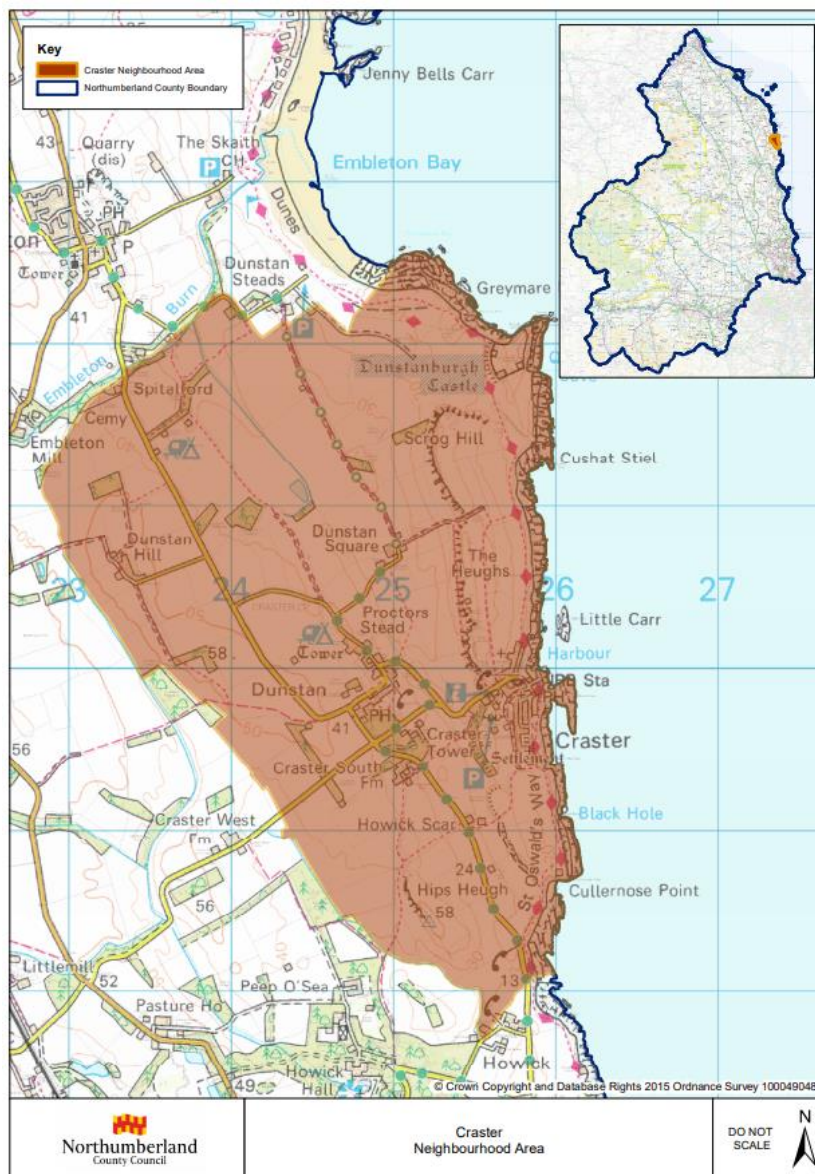 Key
Craster Neighbourhood Area
Northumberland County Boundary
Jenny Bells Carr
43
Quarry
(dis)
The Skaith
CH
P
Embleton Bay
Dunes
PH
P
ton
Tower
Dunstan
Steads
Burn
Greymare
41
P
Embleton
Dunstanburgh
Castle
Spitalford
Cemy
Scrog Hill
Embleton
Mill
Cushat Stiel
Dunstan
Square
Dunstan
Hill
The
Heughs
23
24
25
26
27
50
Proctors
Stead
Little Carr
58
Tower
Harbour
Dunstan
Sta
41
PH
Craster
Tower
Craster
Settlement
56
Craster South
Fm
P
Craster West
Fm
Howick Scar
St Oswald's Way
Black Hole
24
Hips Heugh
58
Cullernose Point
56
Littlemill
52
Peep O'Sea
13
Pasture Ho
Howick
Howick
Hall
49
© Crown Copyright and Database Rights 2015 Ordnance Survey 100049048
Northumberland
County Council
Craster
Neighbourhood Area
DO NOT
SCALE
N